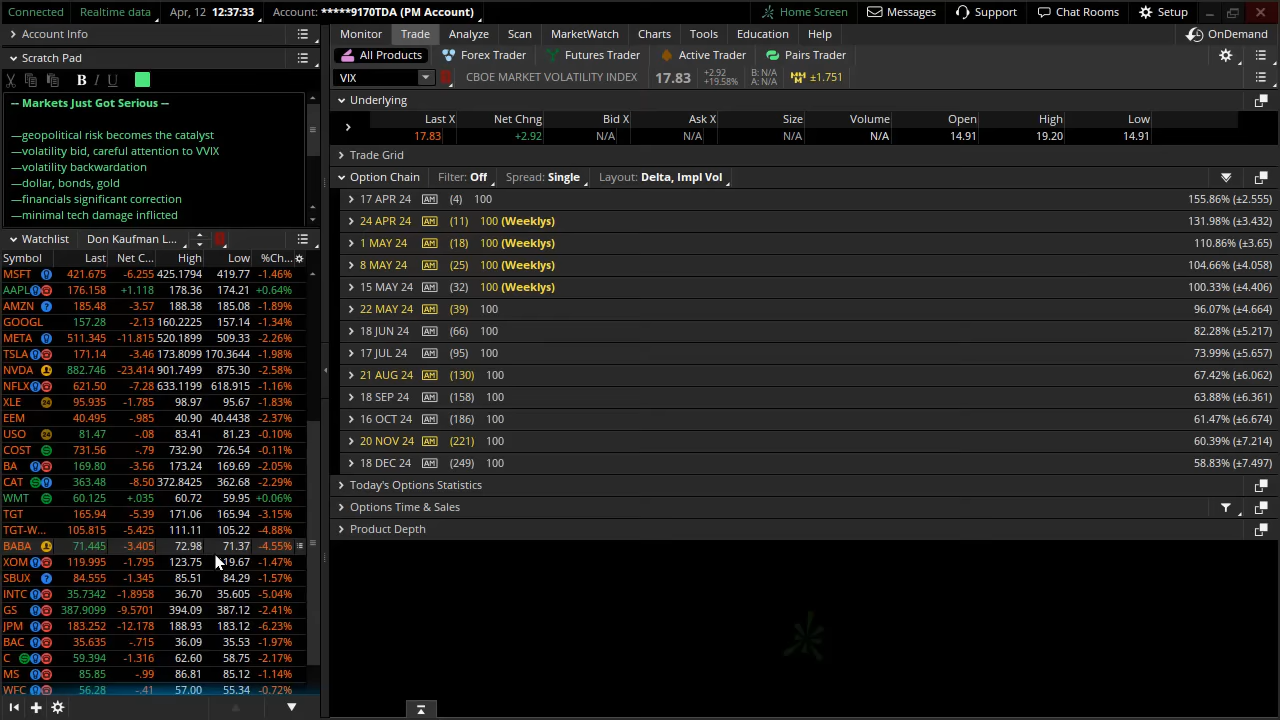 Connected Realtime data Apr, 12 12:37:33 Account: *****9170TDA (PM Account) Home Screen Messages Support Chat Rooms Setup
Account Info
Monitor Trade Analyze Scan MarketWatch Charts Tools Education Help OnDemand
Scratch Pad
All Products Forex Trader Futures Trader Active Trader Pairs Trader
B I U
VIX CBOE MARKET VOLATILITY INDEX 17.83 +2.92 +19.58% B: N/A A: N/A ±1.751
-- Markets Just Got Serious --
—geopolitical risk becomes the catalyst
—volatility bid, careful attention to VVIX
—volatility backwardation
—dollar, bonds, gold
—financials significant correction
—minimal tech damage inflicted
Underlying
Last X Net Chng Bid X Ask X Size Volume Open High Low
17.83 +2.92 N/A N/A N/A N/A 14.91 19.20 14.91
Trade Grid
Option Chain Filter: Off Spread: Single Layout: Delta, Impl Vol
17 APR 24 AM (4) 100 155.86% (±2.555)
24 APR 24 AM (11) 100 (Weeklys) 131.98% (±3.432)
1 MAY 24 AM (18) 100 (Weeklys) 110.86% (±3.65)
8 MAY 24 AM (25) 100 (Weeklys) 104.66% (±4.058)
15 MAY 24 AM (32) 100 (Weeklys) 100.33% (±4.406)
22 MAY 24 AM (39) 100 96.07% (±4.664)
18 JUN 24 AM (66) 100 82.28% (±5.217)
17 JUL 24 AM (95) 100 73.99% (±5.657)
21 AUG 24 AM (130) 100 67.42% (±6.062)
18 SEP 24 AM (158) 100 63.88% (±6.361)
16 OCT 24 AM (186) 100 61.47% (±6.674)
20 NOV 24 AM (221) 100 60.39% (±7.214)
18 DEC 24 AM (249) 100 58.83% (±7.497)
Today's Options Statistics
Options Time & Sales
Product Depth
Watchlist Don Kaufman L...
Symbol Last Net C... High Low %Ch...
MSFT 421.675 -6.255 425.1794 419.77 -1.46%
AAPL 176.158 +1.118 178.36 174.21 +0.64%
AMZN 185.48 -3.57 188.38 185.08 -1.89%
GOOGL 157.28 -2.13 160.2225 157.14 -1.34%
META 511.345 -11.815 520.1899 509.33 -2.26%
TSLA 171.14 -3.46 173.8099 170.3644 -1.98%
NVDA 882.746 -23.414 901.7499 875.30 -2.58%
NFLX 621.50 -7.28 633.1199 618.915 -1.16%
XLE 95.935 -1.785 98.97 95.67 -1.83%
EEM 40.495 -.985 40.90 40.4438 -2.37%
USO 81.47 -.08 83.41 81.23 -0.10%
COST 731.56 -.79 732.90 726.54 -0.11%
BA 169.80 -3.56 173.24 169.69 -2.05%
CAT 363.48 -8.50 372.8425 362.68 -2.29%
WMT 60.125 +.035 60.72 59.95 +0.06%
TGT 165.94 -5.39 171.06 165.94 -3.15%
TGT-W... 105.815 -5.425 111.11 105.22 -4.88%
BABA 71.445 -3.405 72.98 71.37 -4.55%
XOM 119.995 -1.795 123.75 -1.47%
SBUX 84.555 -1.345 85.51 84.29 -1.57%
INTC 35.7342 -1.8958 36.70 35.605 -5.04%
GS 387.9099 -9.5701 394.09 387.12 -2.41%
JPM 183.252 -12.178 188.93 183.12 -6.23%
BAC 35.635 -.715 36.09 35.53 -1.97%
C 59.394 -1.316 62.60 58.75 -2.17%
MS 85.85 -.99 86.81 85.12 -1.14%
WFC 56.28 -.41 57.00 55.34 -0.72%